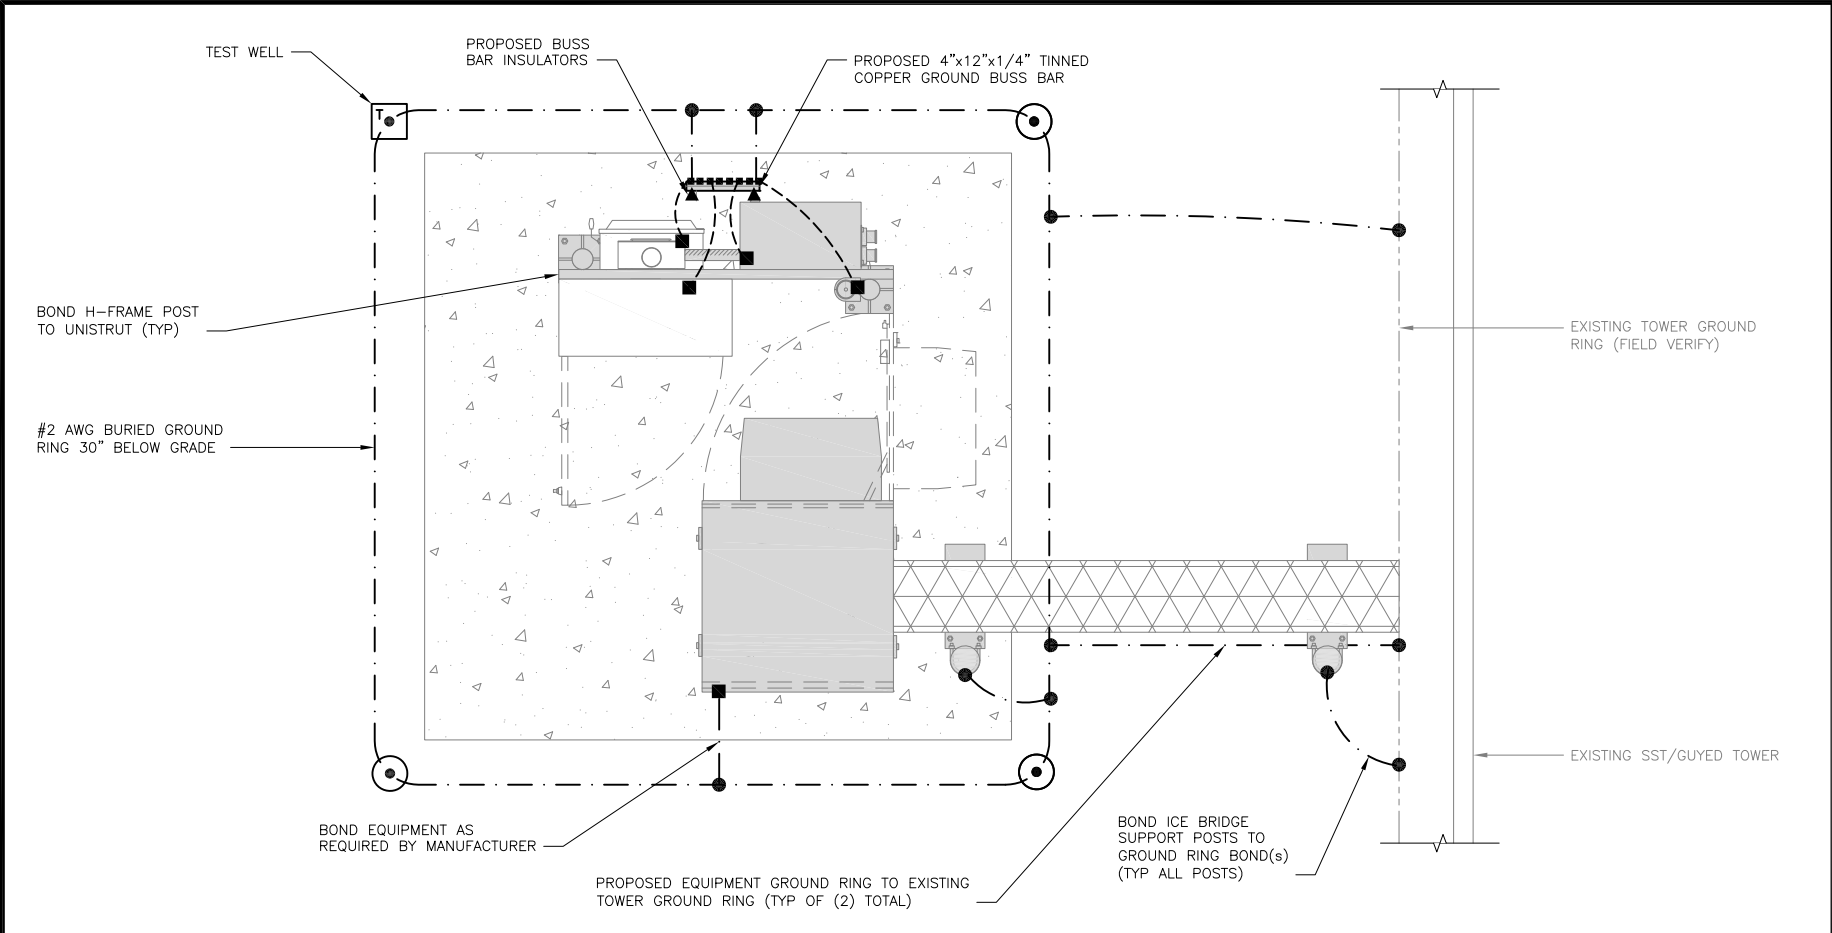 TEST WELL
PROPOSED BUSS
BAR INSULATORS
PROPOSED 4"x12"x1/4" TINNED
COPPER GROUND BUSS BAR
T
BOND H-FRAME POST
TO UNISTRUT (TYP)
EXISTING TOWER GROUND
RING (FIELD VERIFY)
#2 AWG BURIED GROUND
RING 30" BELOW GRADE
EXISTING SST/GUYED TOWER
BOND EQUIPMENT AS
REQUIRED BY MANUFACTURER
BOND ICE BRIDGE
SUPPORT POSTS TO
GROUND RING BOND(s)
(TYP ALL POSTS)
PROPOSED EQUIPMENT GROUND RING TO EXISTING
TOWER GROUND RING (TYP OF (2) TOTAL)